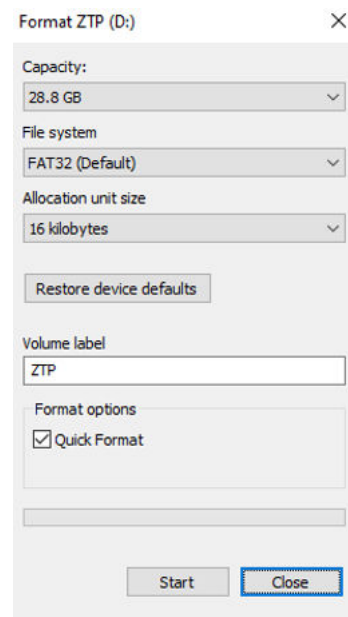 Format ZTP (D:)
Capacity:
28.8 GB
File system
FAT32 (Default)
Allocation unit size
16 kilobytes
Restore device defaults
Volume label
ZTP
Format options
Quick Format
Start Close